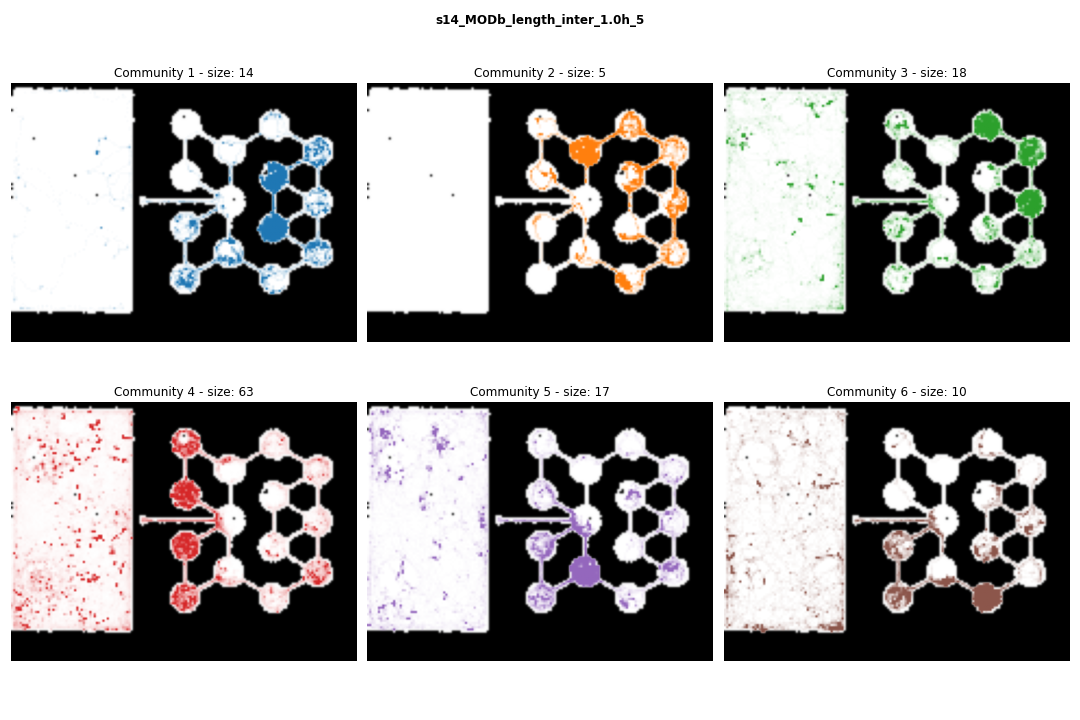 s14_MODb_length_inter_1.0h_5
Community 1 - size: 14
Community 2 - size: 5
Community 3 - size: 18
Community 4 - size: 63
Community 5 - size: 17
Community 6 - size: 10